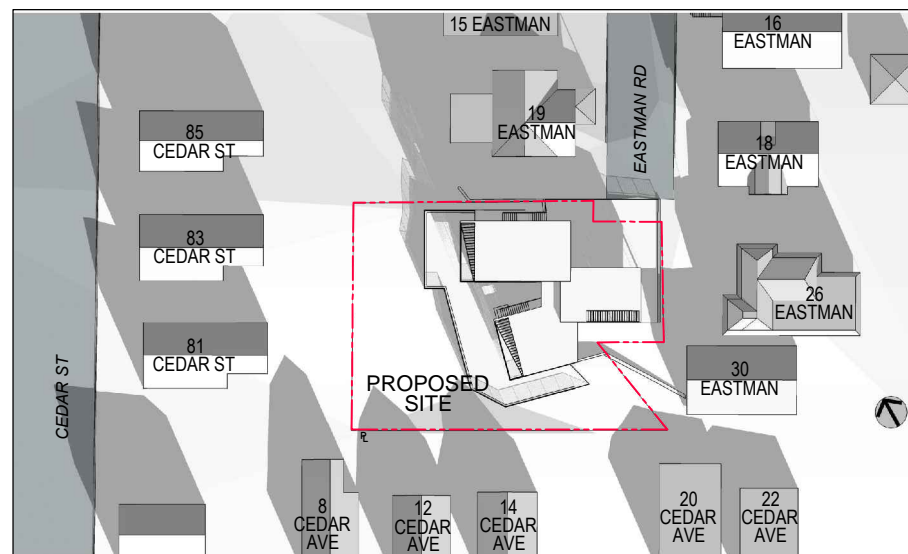 15 EASTMAN
16
EASTMAN
EASTMAN RD
19
EASTMAN
85
CEDAR ST
18
EASTMAN
83
CEDAR ST
26
EASTMAN
81
CEDAR ST
30
EASTMAN
PROPOSED
SITE
CEDAR ST
PL
8
CEDAR
AVE
12
CEDAR
AVE
14
CEDAR
AVE
20
CEDAR
AVE
22
CEDAR
AVE